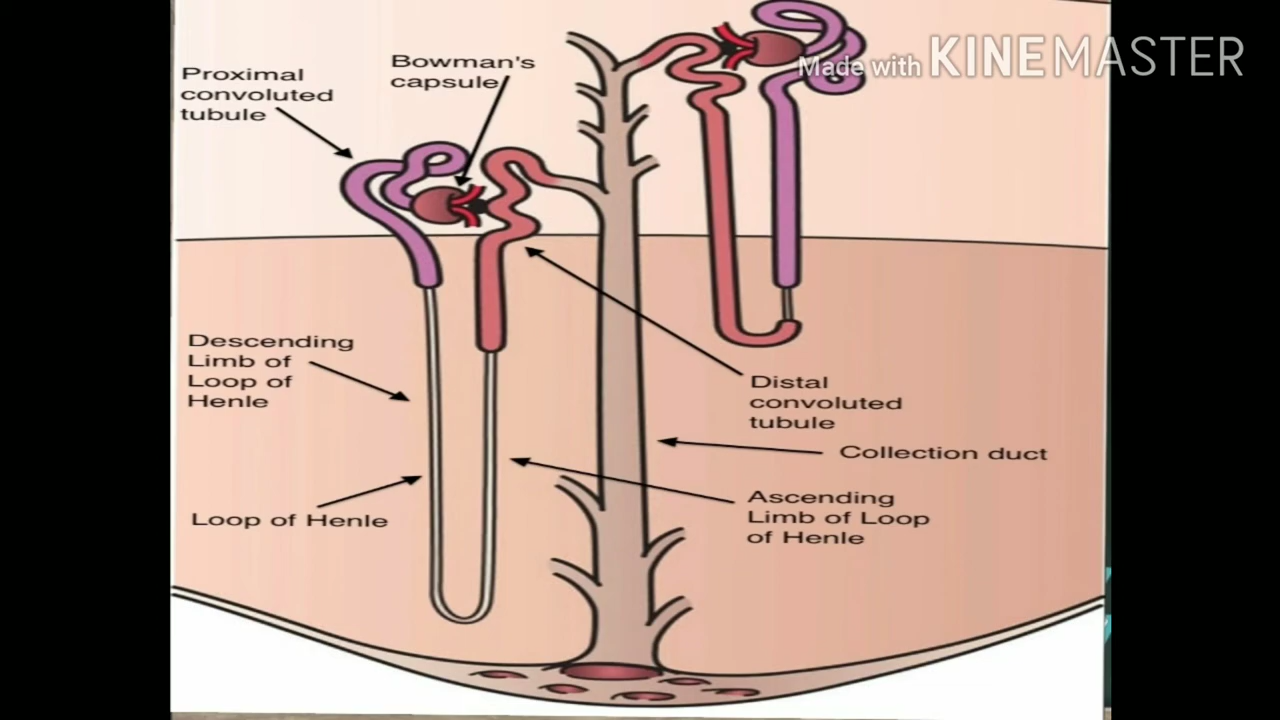 Made with KINEMASTER
Bowman's
capsule
Proximal
convoluted
tubule
Descending
Limb of
Loop of
Henle
Distal
convoluted
tubule
Collection duct
Ascending
Limb of Loop
of Henle
Loop of Henle